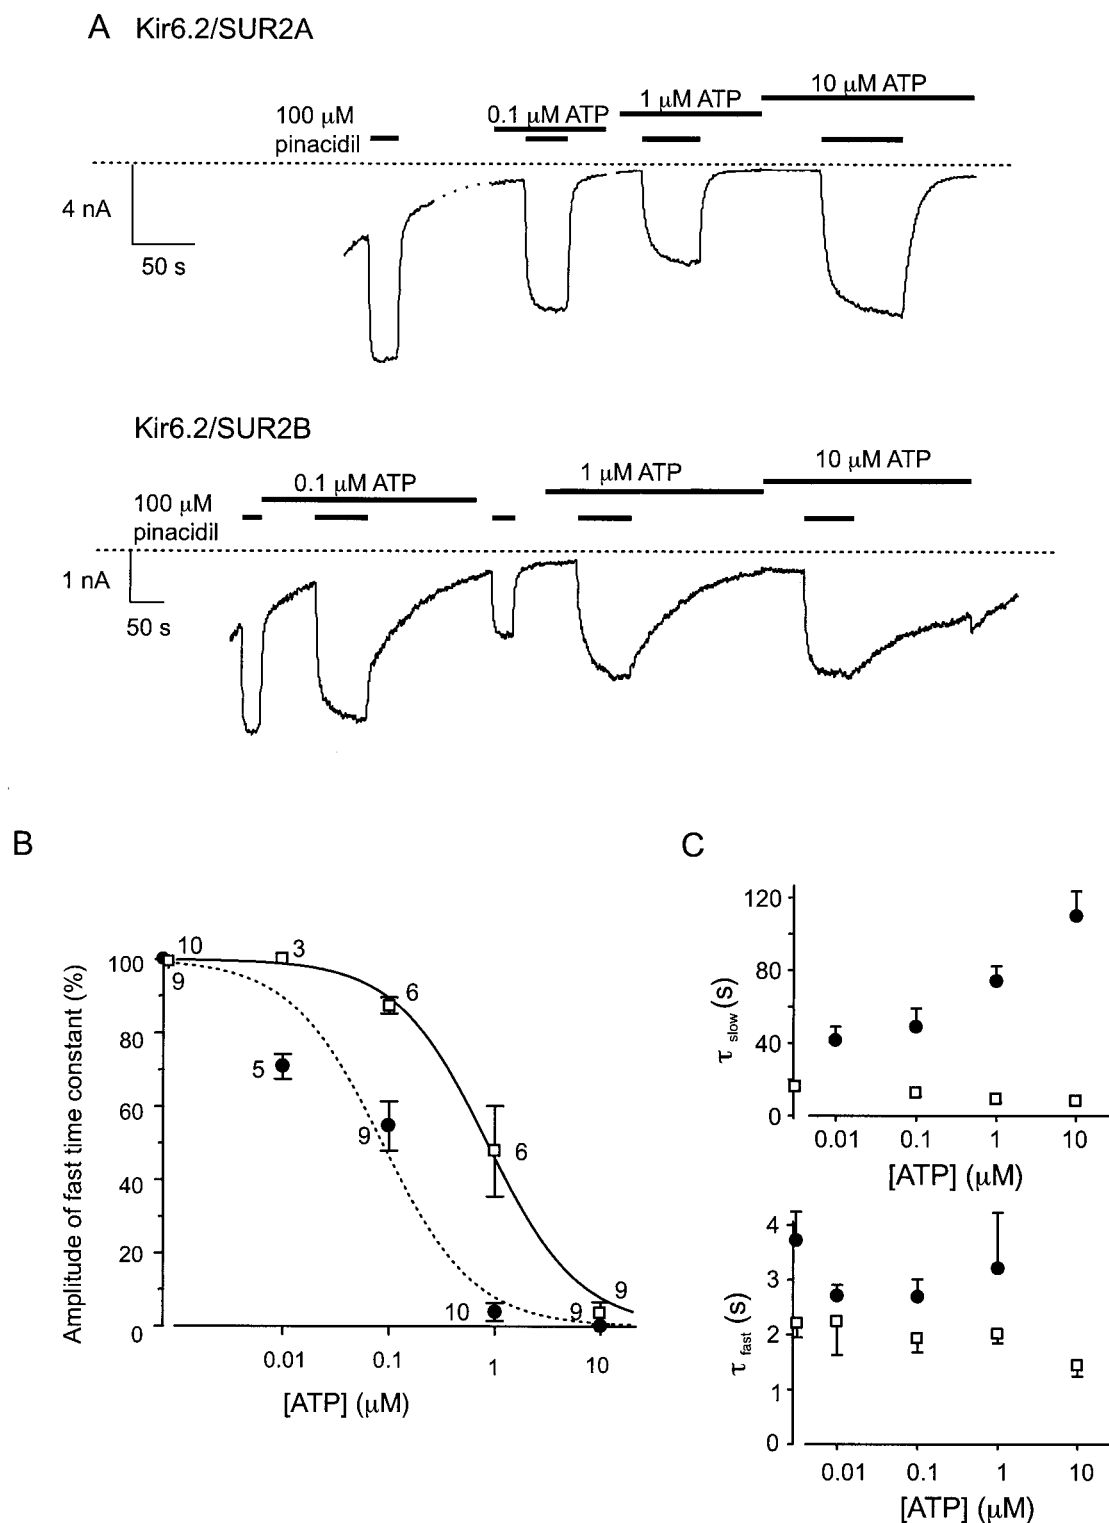 A Kir6.2/SUR2A
10 μM ATP
1 μM ATP
0.1 μM ATP
100 μM
pinacidil
4 nA
50 s
Kir6.2/SUR2B
10 μM ATP
1 μM ATP
0.1 μM ATP
100 μM
pinacidil
1 nA
50 s
B
Amplitude of fast time constant (%)
100
80
60
40
20
0
10
9
3
5
6
9
6
10
9
9
0.01 0.1 1 10
[ATP] (μM)
C
τ slow (s)
120
80
40
0
0.01 0.1 1 10
[ATP] (μM)
τ fast (s)
4
3
2
1
0
0.01 0.1 1 10
[ATP] (μM)